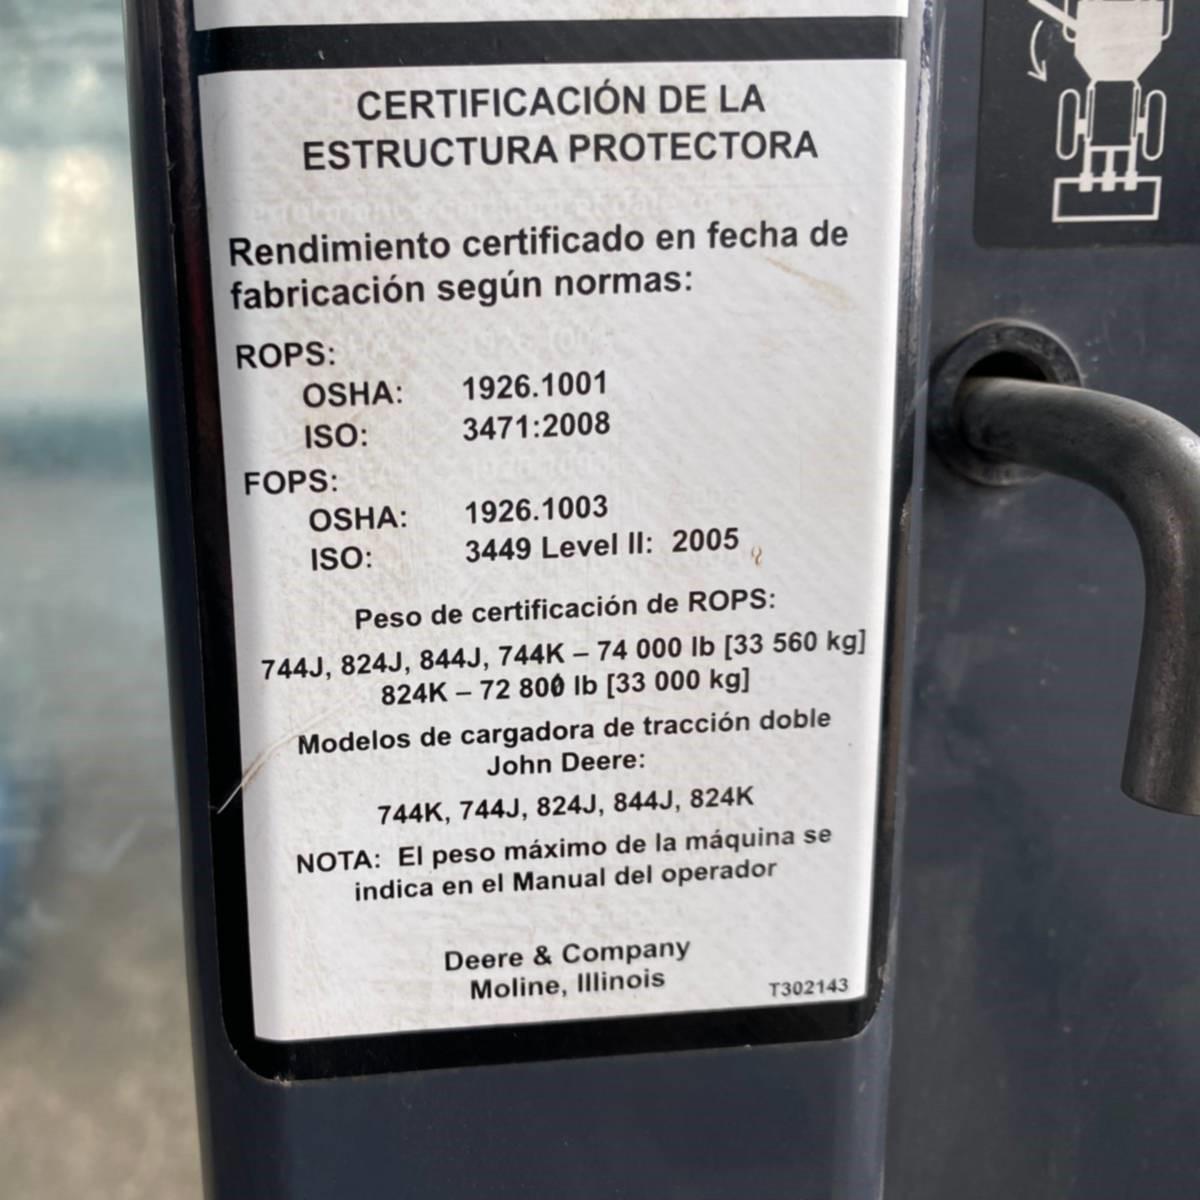 CERTIFICACIÓN DE LA
ESTRUCTURA PROTECTORA
Rendimiento certificado en fecha de
fabricación según normas:
ROPS:
OSHA: 1926.1001
ISO: 3471:2008
FOPS:
OSHA: 1926.1003
ISO: 3449 Level II: 2005
Peso de certificación de ROPS:
744J, 824J, 844J, 744K – 74 000 lb [33 560 kg]
824K – 72 800 lb [33 000 kg]
Modelos de cargadora de tracción doble
John Deere:
744K, 744J, 824J, 844J, 824K
NOTA: El peso máximo de la máquina se
indica en el Manual del operador
Deere & Company
Moline, Illinois
T302143